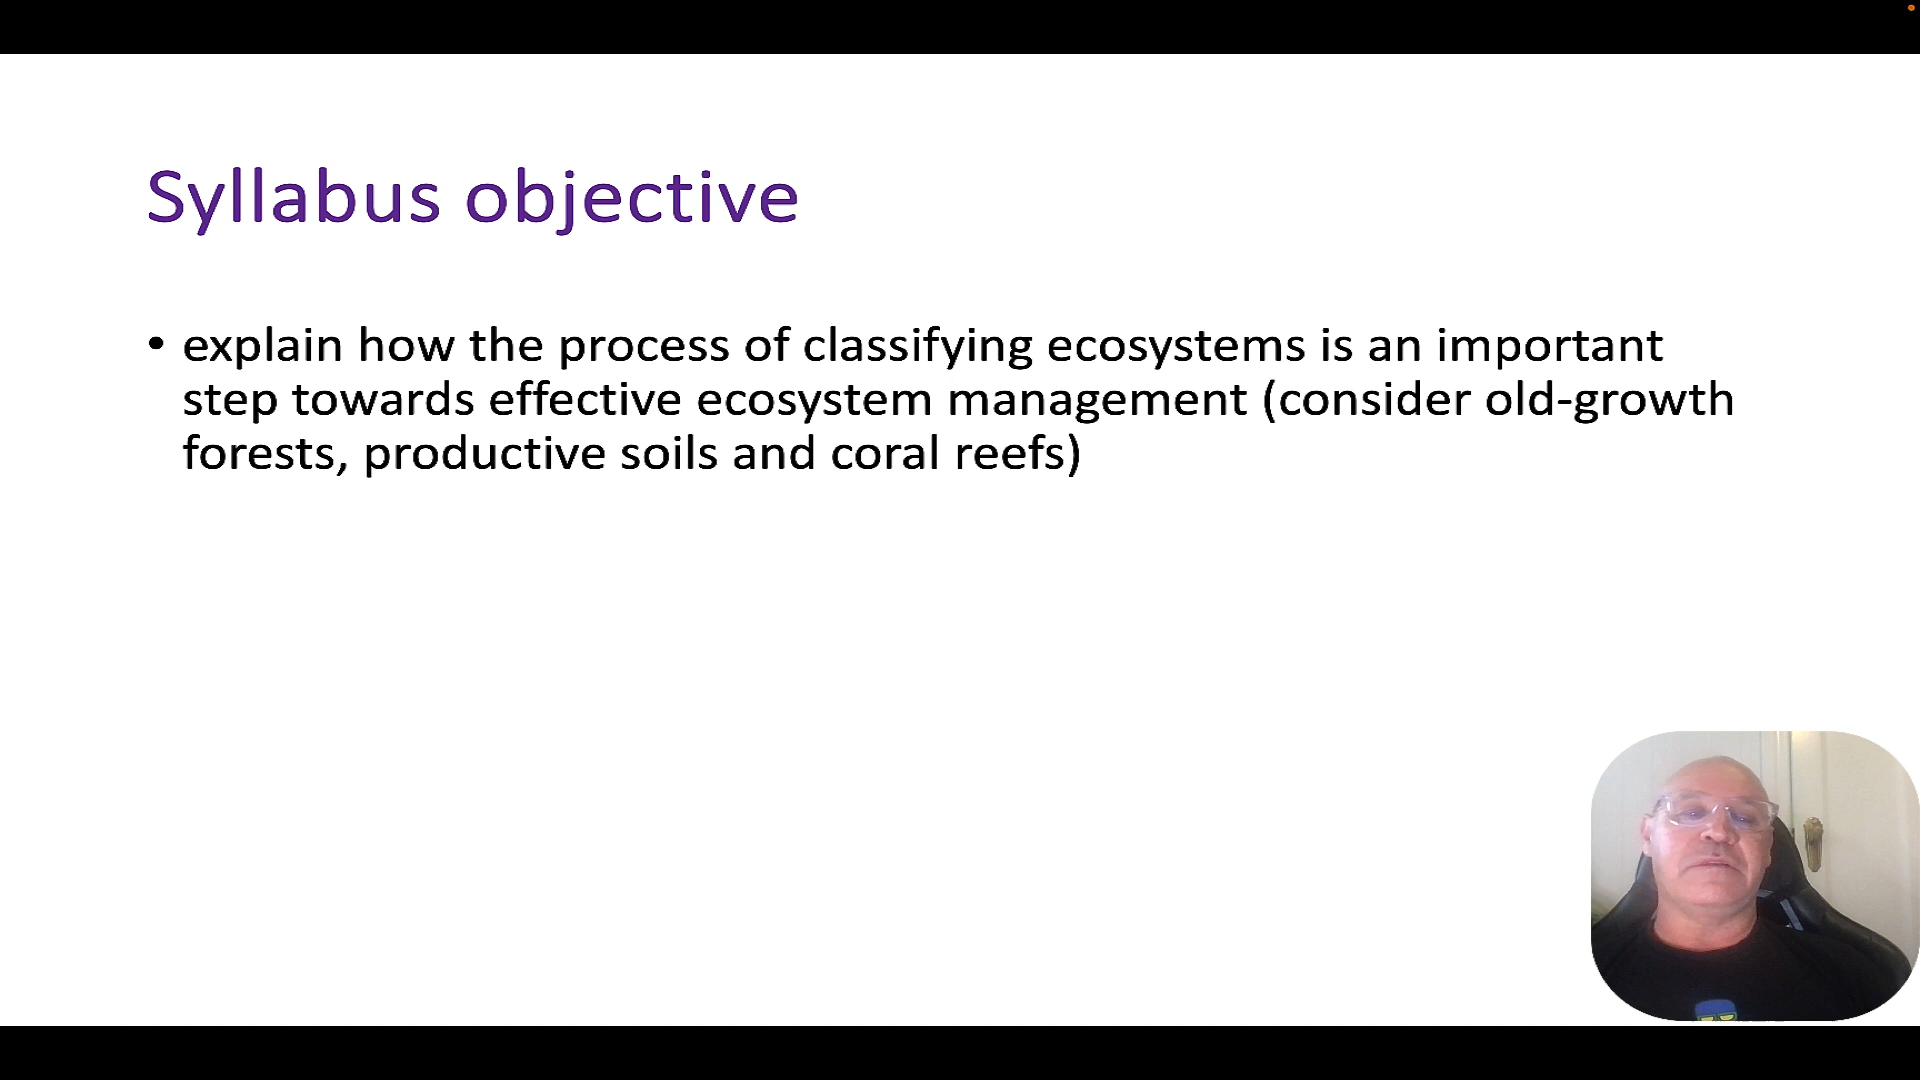 Syllabus objective
• explain how the process of classifying ecosystems is an important
step towards effective ecosystem management (consider old-growth
forests, productive soils and coral reefs)